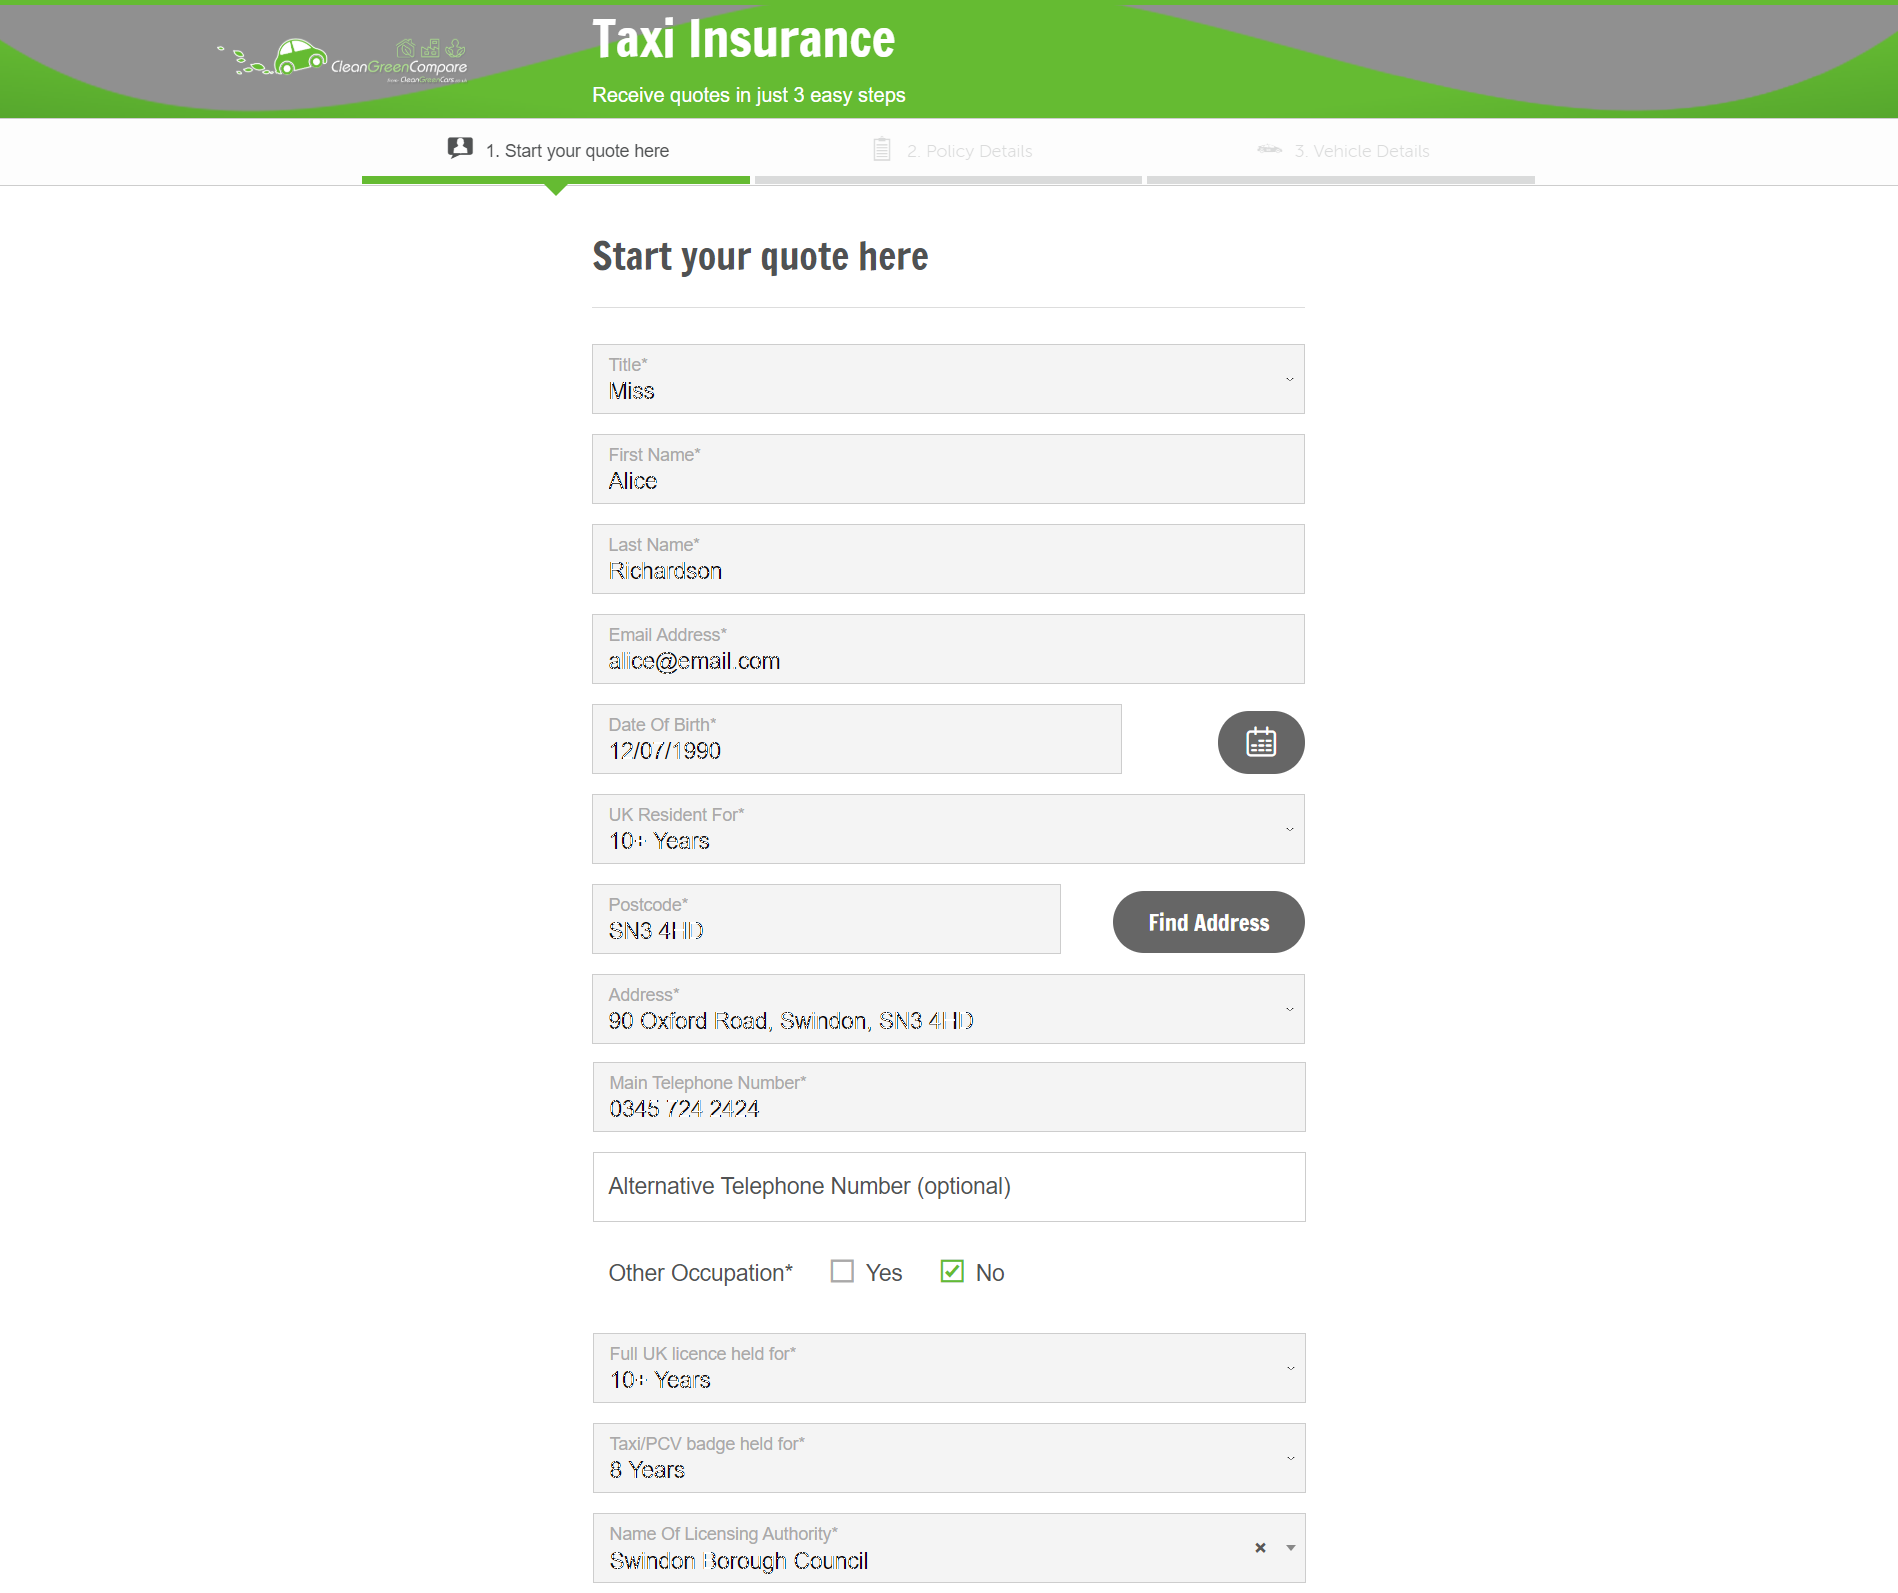 Taxi Insurance
CleanGreenCompare
Receive quotes in just 3 easy steps
1. Start your quote here
2. Policy Details
3. Vehicle Details
Start your quote here
Title*
Miss
First Name*
Alice
Last Name*
Richardson
Email Address*
alice@email.com
Date Of Birth*
12/07/1990
UK Resident For*
10+ Years
Postcode*
SN3 4HD
Find Address
Address*
90 Oxford Road, Swindon, SN3 4HD
Main Telephone Number*
0345 724 2424
Alternative Telephone Number (optional)
Other Occupation* Yes No
Full UK licence held for*
10+ Years
Taxi/PCV badge held for*
8 Years
Name Of Licensing Authority*
Swindon Borough Council